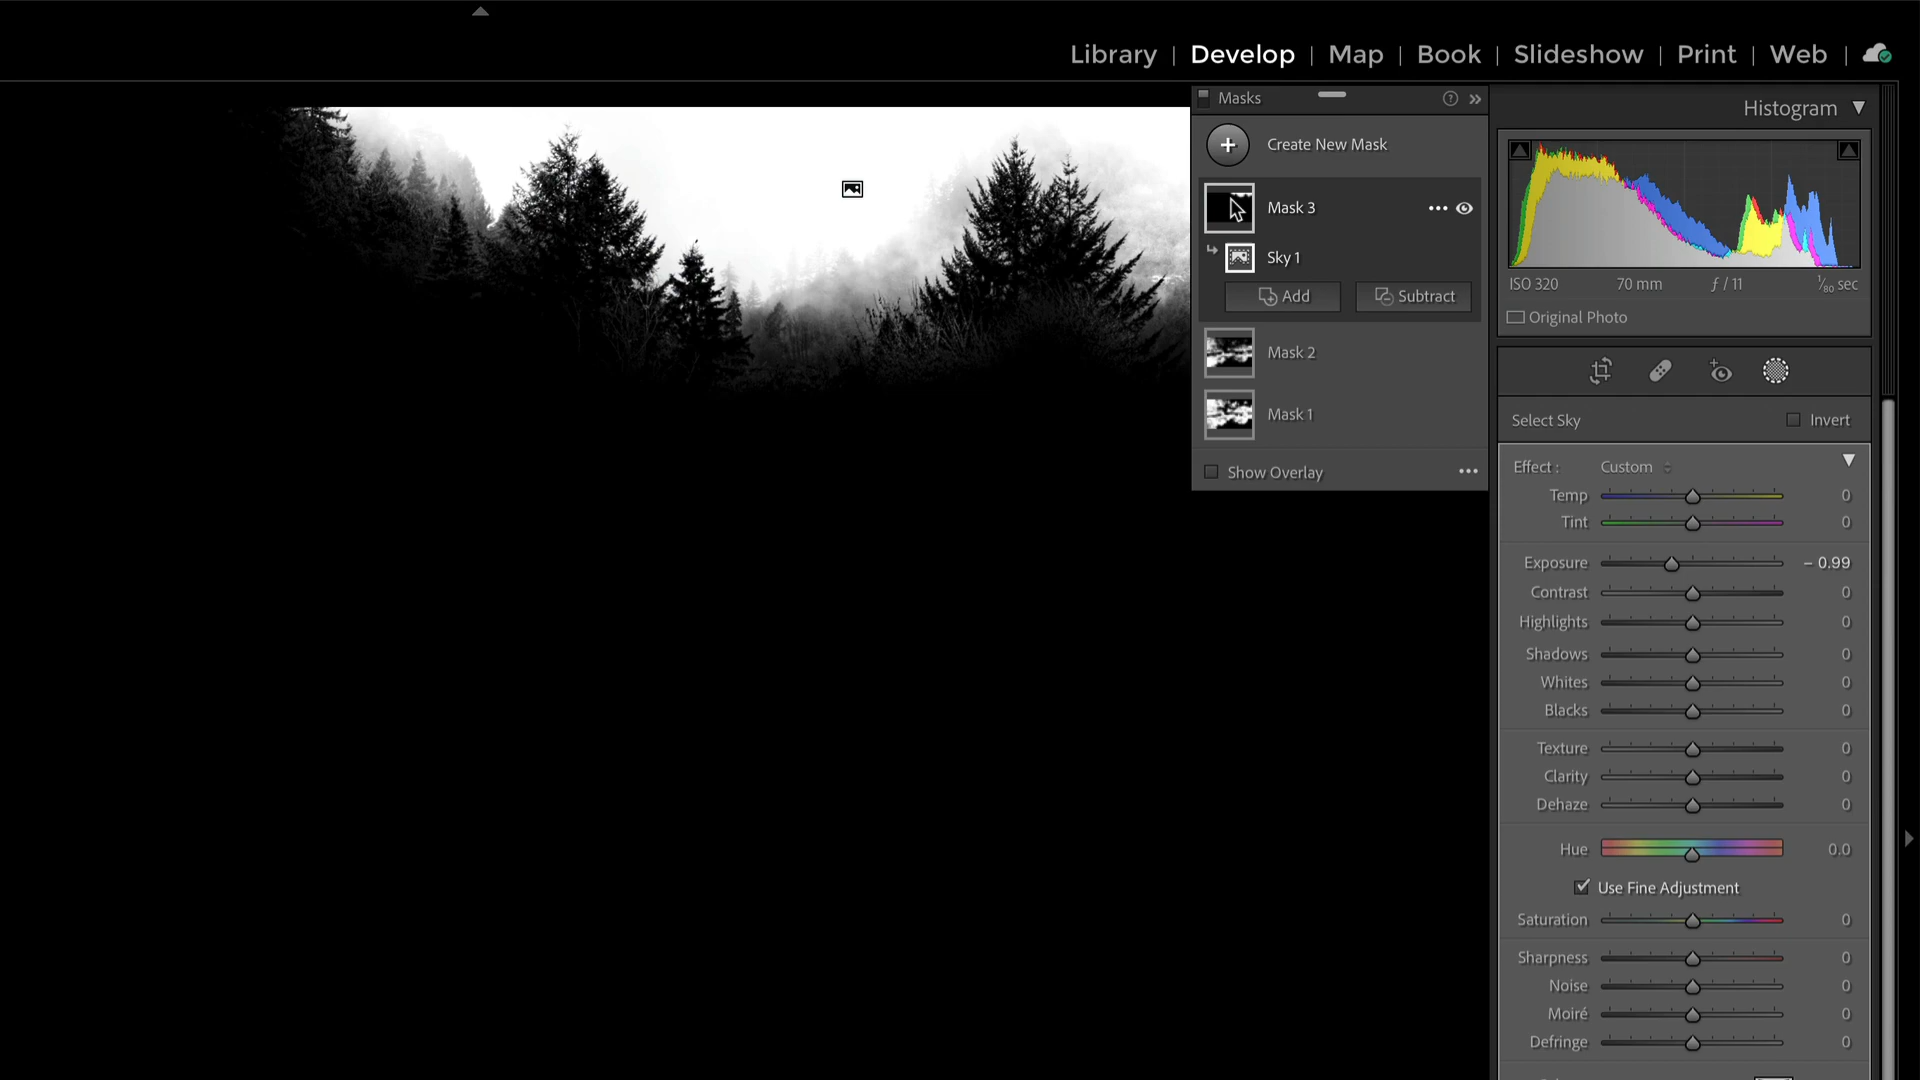 Library | Develop | Map | Book | Slideshow | Print | Web |
Masks
Create New Mask
Mask 3
Sky 1
Add Subtract
Mask 2
Mask 1
Show Overlay
Histogram
ISO 320 70 mm ƒ / 11 1/80 sec
Original Photo
Select Sky Invert
Effect : Custom
Temp 0
Tint 0
Exposure – 0.99
Contrast 0
Highlights 0
Shadows 0
Whites 0
Blacks 0
Texture 0
Clarity 0
Dehaze 0
Hue 0.0
Use Fine Adjustment
Saturation 0
Sharpness 0
Noise 0
Moiré 0
Defringe 0